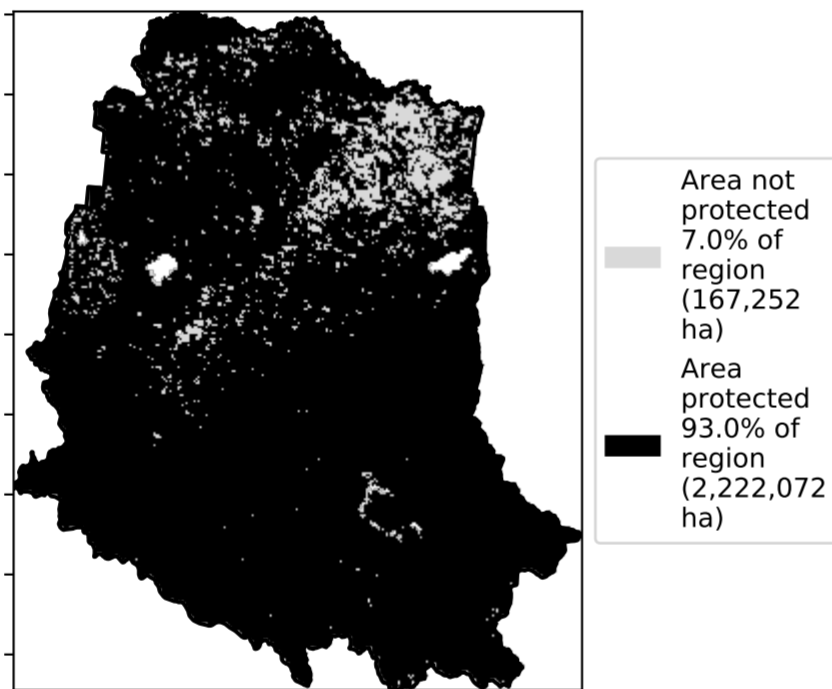 Area not
protected
7.0% of
region
(167,252
ha)
Area
protected
93.0% of
region
(2,222,072
ha)